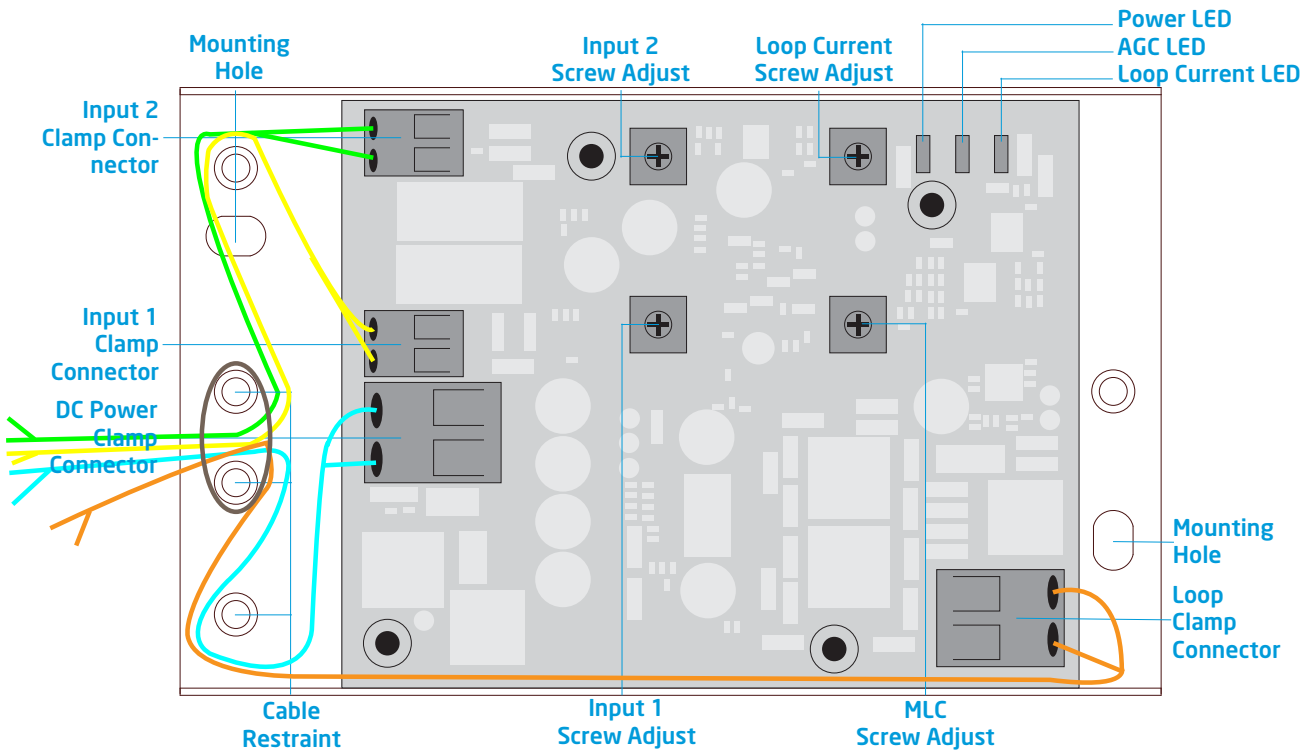 Power LED
AGC LED
Loop Current LED
Mounting
Hole
Input 2
Screw Adjust
Loop Current
Screw Adjust
Input 2
Clamp Con-
nector
Input 1
Clamp
Connector
DC Power
Clamp
Connector
Mounting
Hole
Loop
Clamp
Connector
Cable
Restraint
Input 1
Screw Adjust
MLC
Screw Adjust